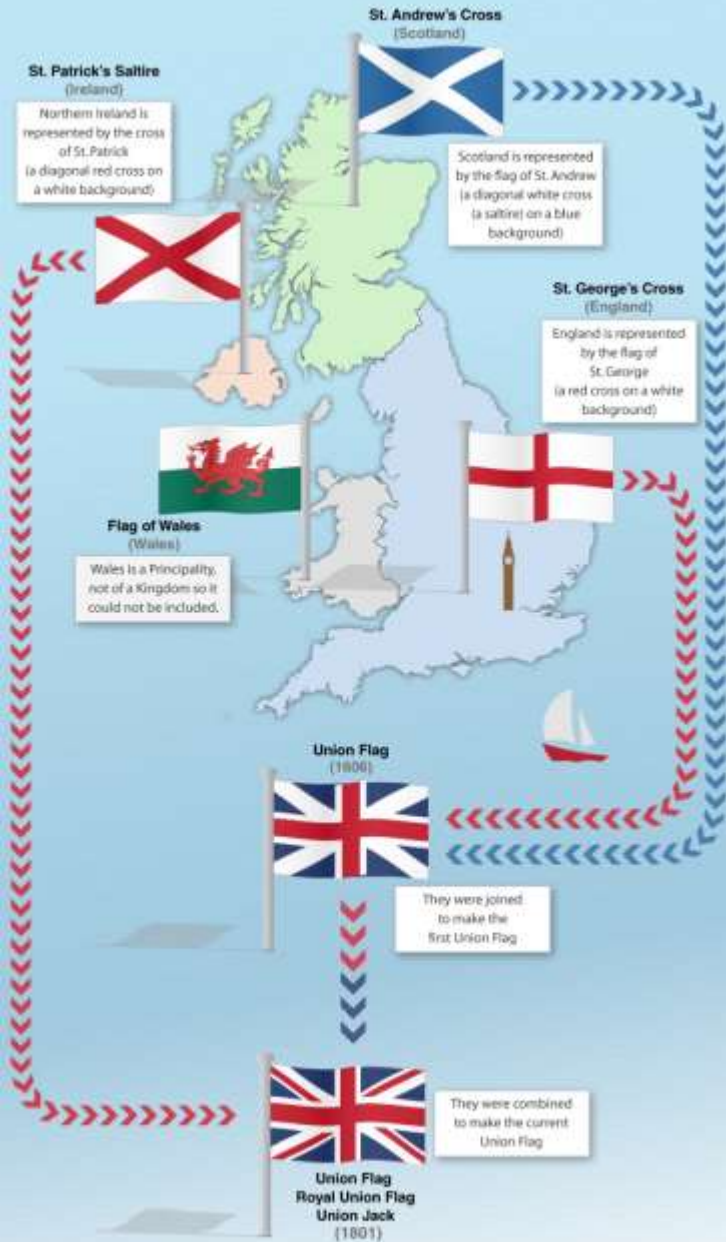 St. Andrew's Cross
(Scotland)
St. Patrick's Saltire
(Ireland)
Northern Ireland is
represented by the cross
of St. Patrick
(a diagonal red cross on
a white background)
Scotland is represented
by the flag of St. Andrew
(a diagonal white cross
(a saltire) on a blue
background)
St. George's Cross
(England)
England is represented
by the flag of
St. George
(a red cross on a white
background)
Flag of Wales
(Wales)
Wales is a Principality,
not of a Kingdom so it
could not be included.
Union Flag
(1606)
They were joined
to make the
first Union Flag
They were combined
to make the current
Union Flag
Union Flag
Royal Union Flag
Union Jack
(1801)